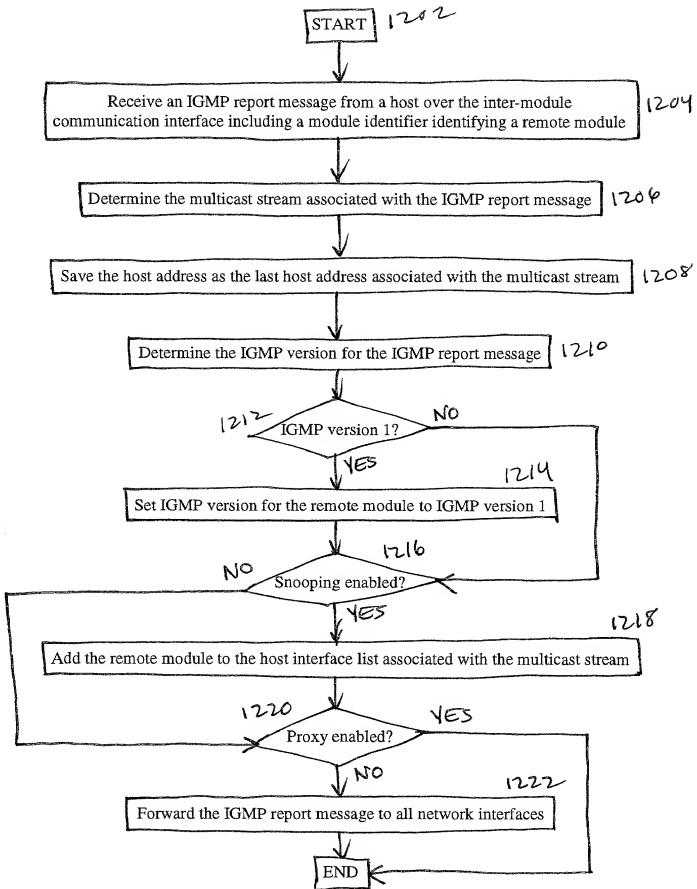 START 1202
Receive an IGMP report message from a host over the inter-module
communication interface including a module identifier identifying a remote module
1204
Determine the multicast stream associated with the IGMP report message 1206
Save the host address as the last host address associated with the multicast stream 1208
Determine the IGMP version for the IGMP report message 1210
1212 IGMP version 1? NO
YES
1214
Set IGMP version for the remote module to IGMP version 1
1216
NO Snooping enabled?
YES
1218
Add the remote module to the host interface list associated with the multicast stream
1220 YES
Proxy enabled?
NO
1222
Forward the IGMP report message to all network interfaces
END